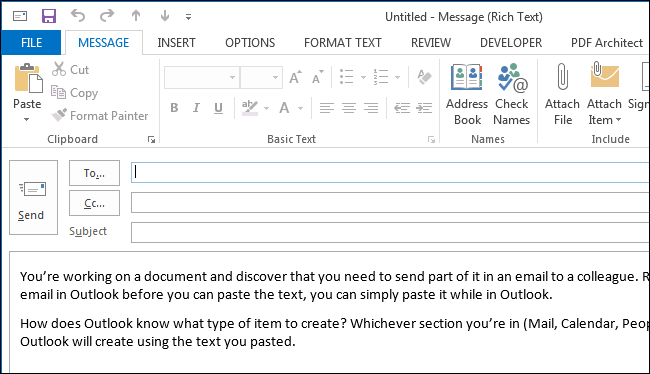 Untitled - Message (Rich Text)
FILE MESSAGE INSERT OPTIONS FORMAT TEXT REVIEW DEVELOPER PDF Architect
Paste
Cut
Copy
Format Painter
Clipboard
A A
B I U A
Basic Text
Address Book
Check Names
Names
Attach File
Attach Item
Include
Send
To...
Cc...
Subject
You’re working on a document and discover that you need to send part of it in an email to a colleague.
email in Outlook before you can paste the text, you can simply paste it while in Outlook.
How does Outlook know what type of item to create? Whichever section you’re in (Mail, Calendar,
Outlook will create using the text you pasted.